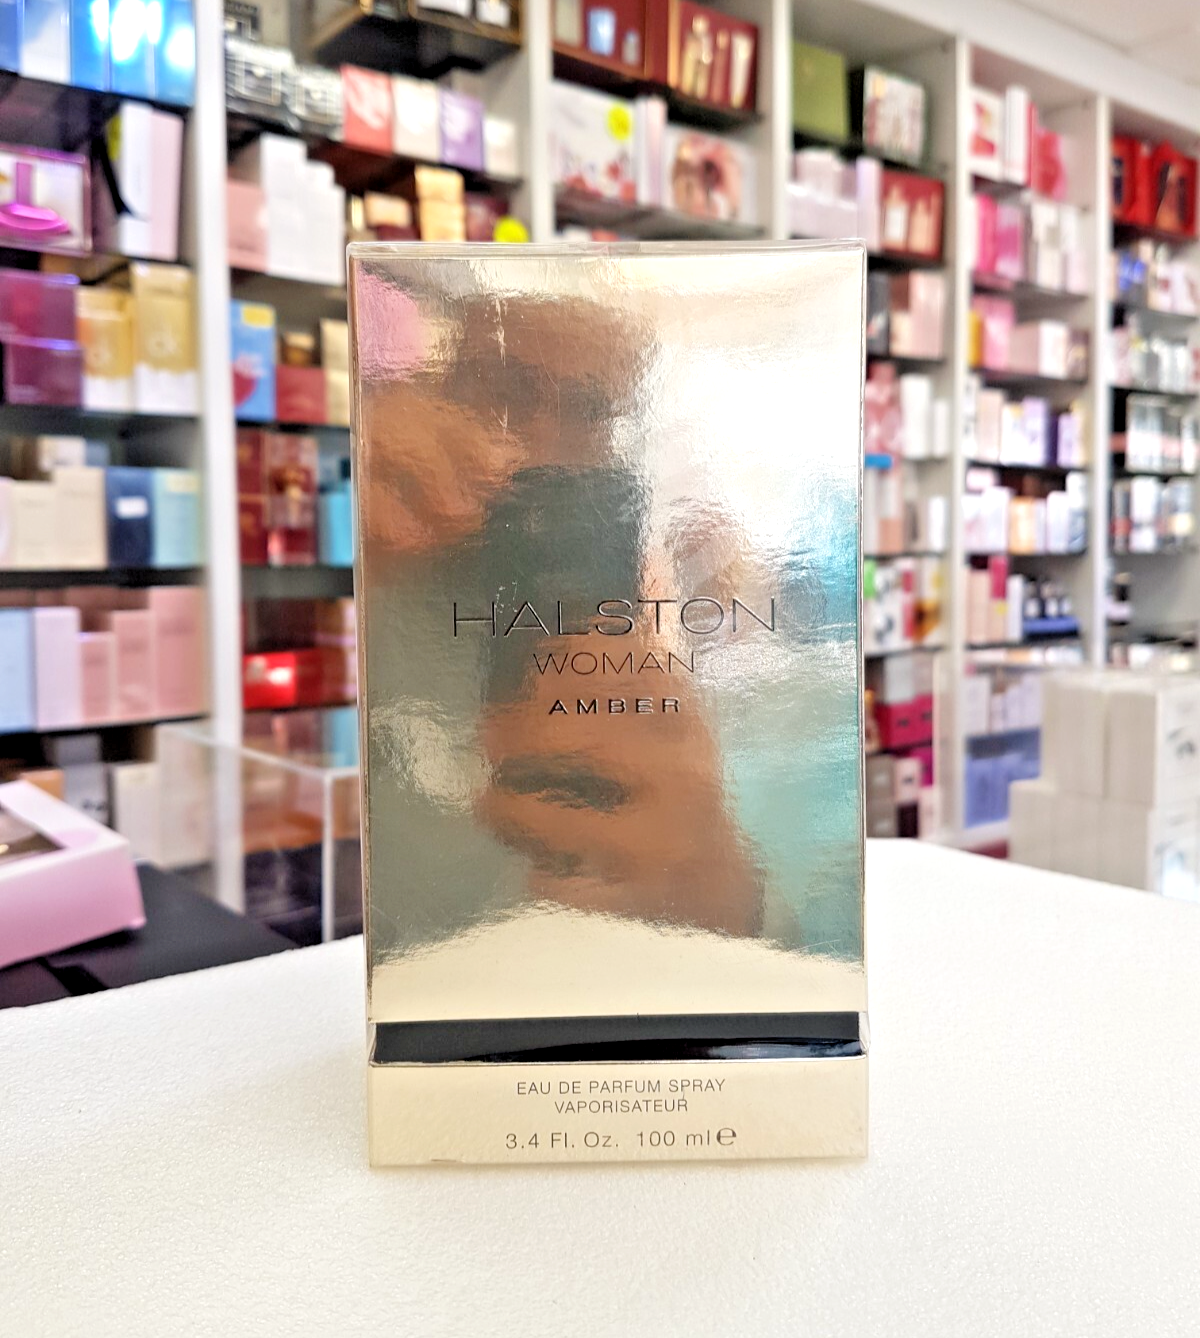 HALSTON
WOMAN
AMBER
EAU DE PARFUM SPRAY
VAPORISATEUR
3.4 Fl. Oz. 100 ml ℮